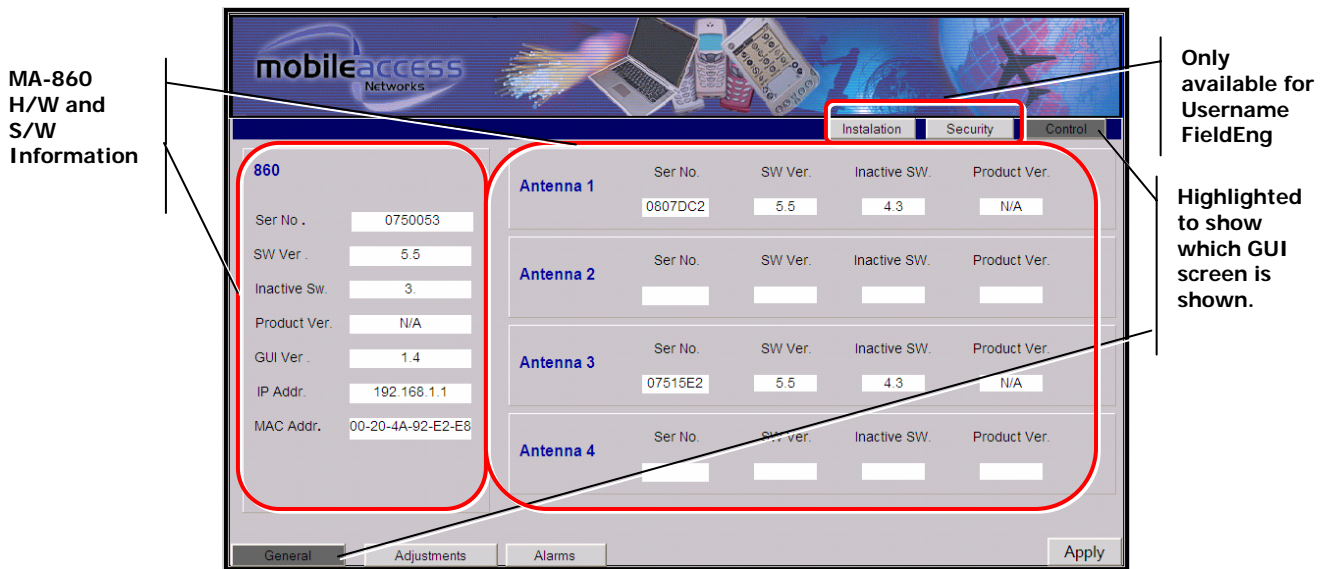 MA-860
H/W and
S/W
Information
mobileaccess
Networks
Only
available for
Username
FieldEng
Highlighted
to show
which GUI
screen is
shown.
Instalation Security Control
860
Ser No . 0750053
SW Ver . 5.5
Inactive Sw. 3.
Product Ver. N/A
GUI Ver . 1.4
IP Addr. 192.168.1.1
MAC Addr. 00-20-4A-92-E2-E8
Antenna 1
Ser No. SW Ver. Inactive SW. Product Ver.
0807DC2 5.5 4.3 N/A
Antenna 2
Ser No. SW Ver. Inactive SW. Product Ver.
Antenna 3
Ser No. SW Ver. Inactive SW. Product Ver.
07515E2 5.5 4.3 N/A
Antenna 4
Ser No. SW Ver. Inactive SW. Product Ver.
General Adjustments Alarms Apply